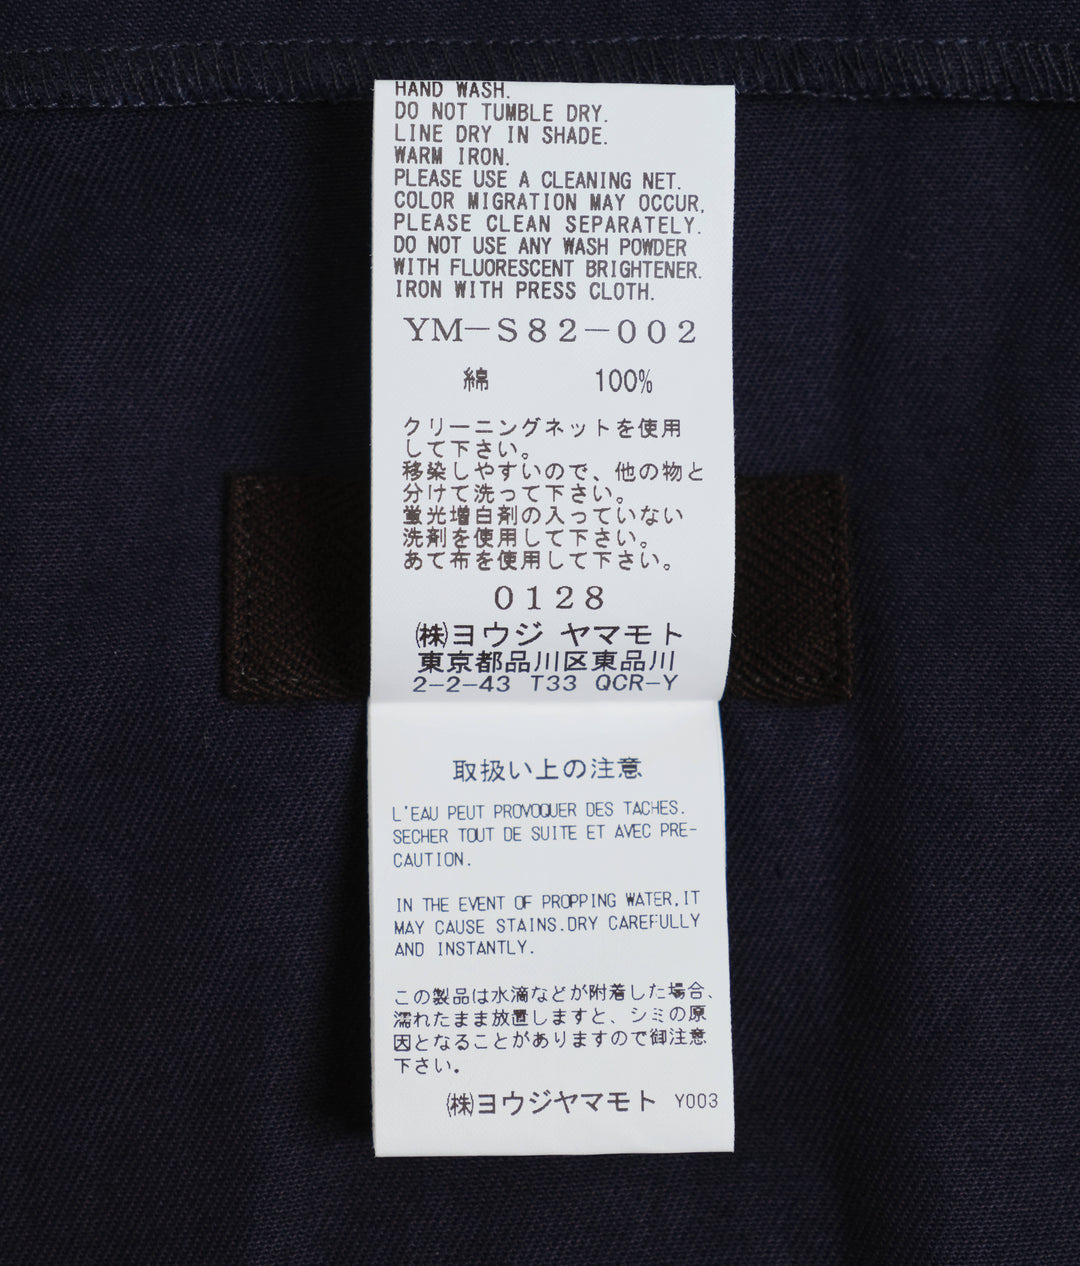 HAND WASH.
DO NOT TUMBLE DRY.
LINE DRY IN SHADE.
WARM IRON.
PLEASE USE A CLEANING NET.
COLOR MIGRATION MAY OCCUR,
PLEASE CLEAN SEPARATELY.
DO NOT USE ANY WASH POWDER
WITH FLUORESCENT BRIGHTENER.
IRON WITH PRESS CLOTH.
YM-S82-002
綿 100%
クリーニングネットを使用
して下さい。
移染しやすいので、他の物と
分けて洗って下さい。
蛍光増白剤の入っていない
洗剤を使用して下さい。
あて布を使用して下さい。
0128
㈱ヨウジ ヤマモト
東京都品川区東品川
2-2-43 T33 QCR-Y
取扱い上の注意
L'EAU PEUT PROVOQUER DES TACHES.
SECHER TOUT DE SUITE ET AVEC PRE-
CAUTION.
IN THE EVENT OF PROPPING WATER,IT
MAY CAUSE STAINS.DRY CAREFULLY
AND INSTANTLY.
この製品は水滴などが附着した場合、
濡れたまま放置しますと、シミの原
因となることがありますので御注意
下さい。
㈱ヨウジヤマモト Y003